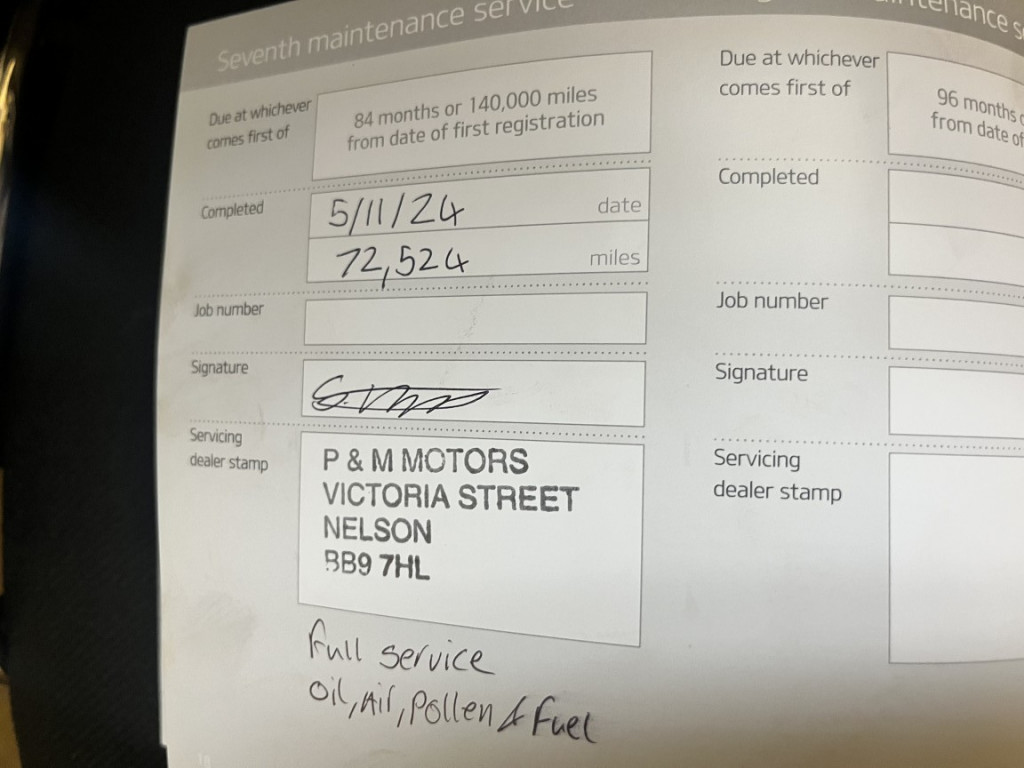 Seventh maintenance service
Due at whichever
comes first of
84 months or 140,000 miles
from date of first registration
Completed
5/11/24 date
72,524 miles
Job number
Signature
Servicing
dealer stamp
P & M MOTORS
VICTORIA STREET
NELSON
BB9 7HL
Full service
Oil, Air, Pollen & Fuel
Due at whichever
comes first of
96 months
from date of
Completed
Job number
Signature
Servicing
dealer stamp